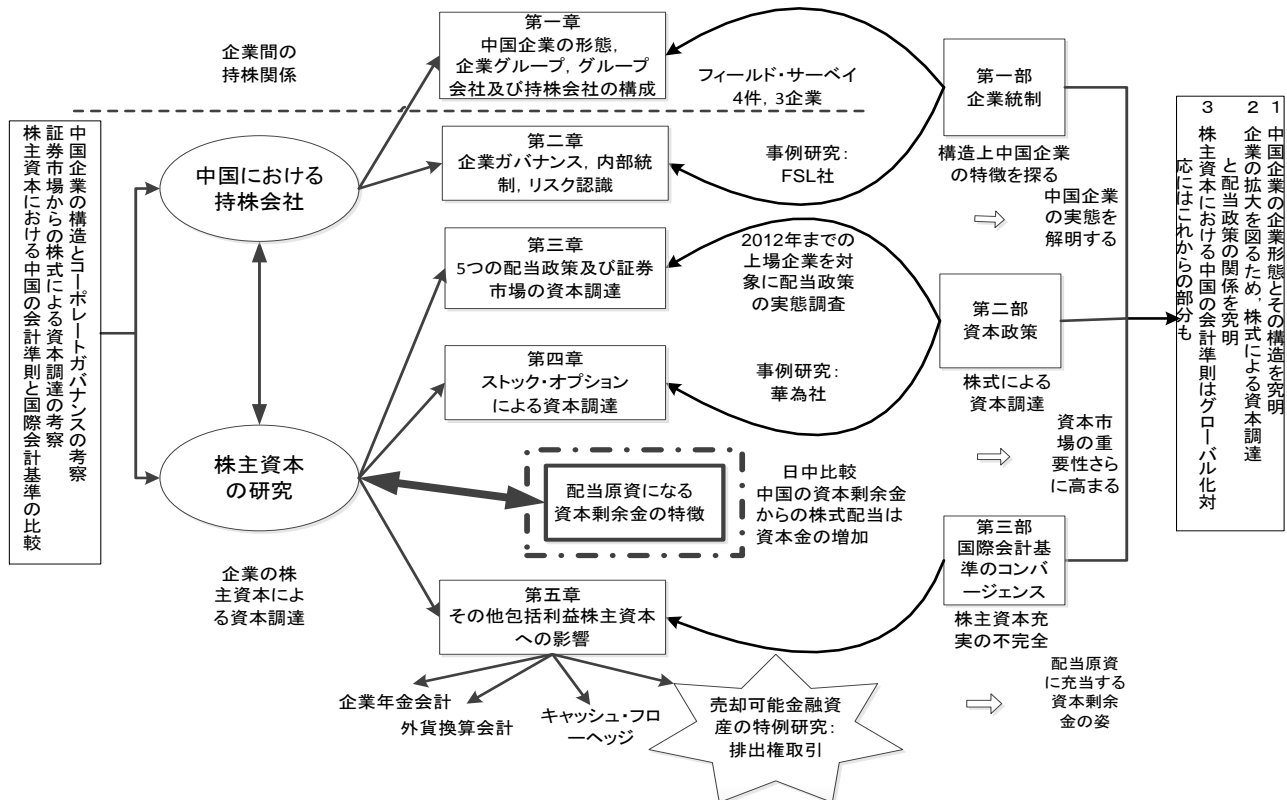 中国企業の構造とコーポレートガバナンスの考察
証券市場からの株式による資本調達の考察
株主資本における中国の会計準則と国際会計基準の比較
企業間の
持株関係
中国における
持株会社
株主資本
の研究
企業の株
主資本によ
る資本調達
第一章
中国企業の形態,
企業グループ, グループ
会社及び持株会社の構成
第二章
企業ガバナンス、内部統
制, リスク認識
第三章
5つの配当政策及び証券
市場の資本調達
第四章
ストック・オプション
による資本調達
配当原資になる
資本剰余金の特徴
第五章
その他包括利益株主資本
への影響
企業年金会計
外貨換算会計
キャッシュ・フロ
ーヘッジ
売却可能金融資
産の特例研究:
排出権取引
フィールド・サーベイ
4件, 3企業
事例研究:
FSL社
2012年までの
上場企業を対
象に配当政策
の実態調査
事例研究:
華為社
日中比較
中国の資本剰余金
からの株式配当は
資本金の増加
第一部
企業統制
構造上中国企業
の特徴を探る
中国企業
の実態を
解明する
第二部
資本政策
株式による
資本調達
資本市
場の重
要性さら
に高まる
第三部
国際会計基
準のコンバ
ージェンス
株主資本充
実の不完全
配当原資
に充当する
資本剰余
金の姿
1 中国企業の企業形態とその構造を究明
2 企業の拡大を図るため, 株式による資本調達
と配当政策の関係を究明
3 株主資本における中国の会計準則はグローバル化対
応にはこれからの部分も